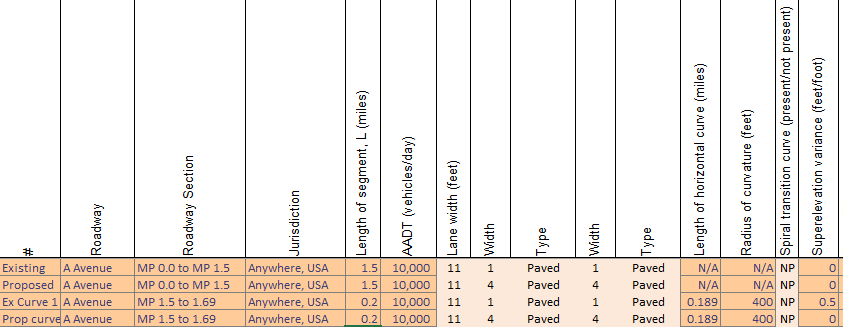 # Roadway Roadway Section Jurisdiction Length of segment, L (miles) AADT (vehicles/day) Lane width (feet) Width Type Width Type Length of horizontal curve (miles) Radius of curvature (feet) Spiral transition curve (present/not present) Superelevation variance (feet/foot)
Existing A Avenue MP 0.0 to MP 1.5 Anywhere, USA 1.5 10,000 11 1 Paved 1 Paved N/A N/A NP 0
Proposed A Avenue MP 0.0 to MP 1.5 Anywhere, USA 1.5 10,000 11 4 Paved 4 Paved N/A N/A NP 0
Ex Curve 1 A Avenue MP 1.5 to 1.69 Anywhere, USA 0.2 10,000 11 1 Paved 1 Paved 0.189 400 NP 0.5
Prop curve A Avenue MP 1.5 to 1.69 Anywhere, USA 0.2 10,000 11 4 Paved 4 Paved 0.189 400 NP 0